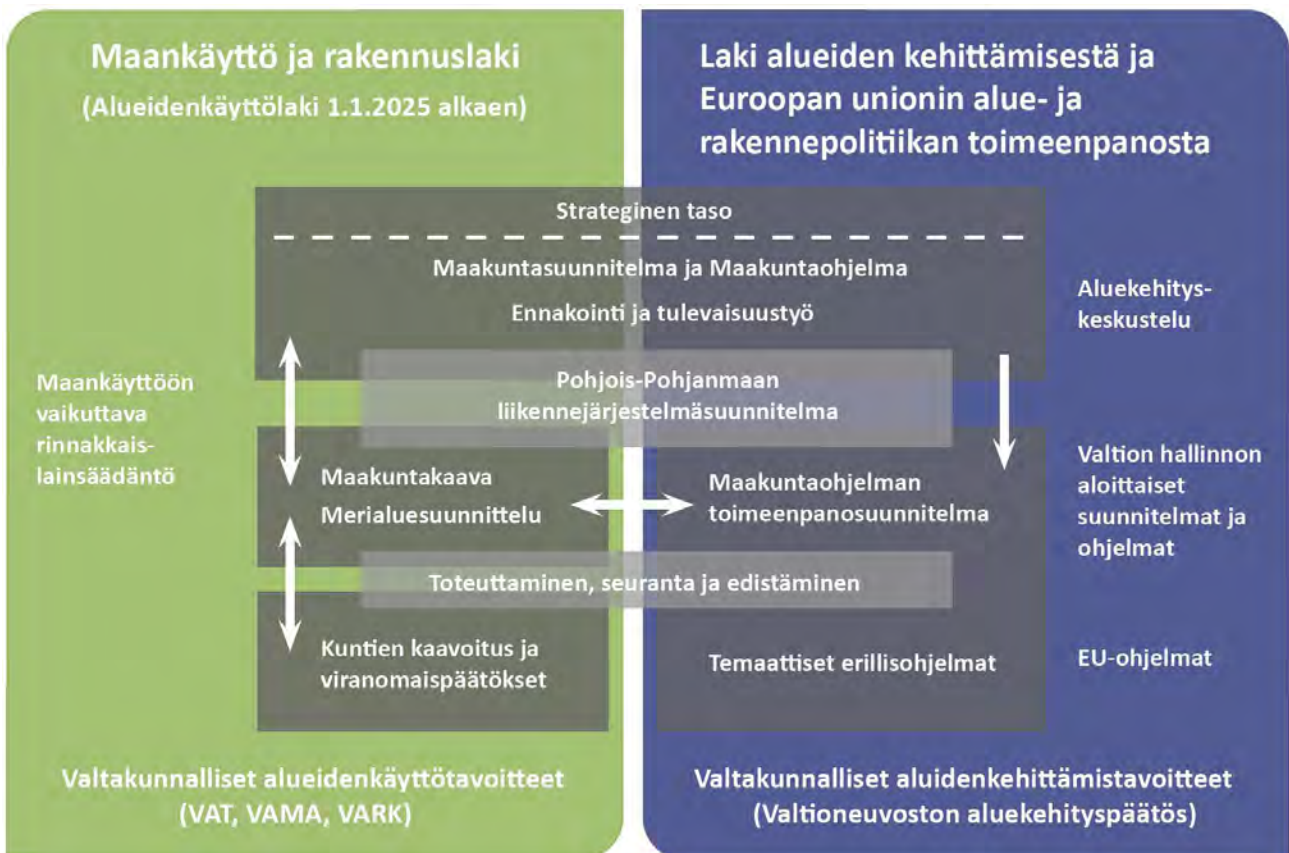 Maankäyttö ja rakennuslaki
(Alueidenkäyttölaki 1.1.2025 alkaen)
Laki alueiden kehittämisestä ja
Euroopan unionin alue- ja
rakennepolitiikan toimeenpanosta
Strateginen taso
Maakuntasuunnitelma ja Maakuntaohjelma
Ennakointi ja tulevaisuustyö
Aluekehitys-
keskustelu
Maankäyttöön
vaikuttava
rinnakkais-
lainsäädäntö
Pohjois-Pohjanmaan
liikennejärjestelmäsuunnitelma
Maakuntakaava
Merialuesuunnittelu
Maakuntaohjelman
toimeenpanosuunnitelma
Valtion hallinnon
aloittaiset
suunnitelmat ja
ohjelmat
Toteuttaminen, seuranta ja edistäminen
Kuntien kaavoitus ja
viranomaispäätökset
Temaattiset erillisohjelmat
EU-ohjelmat
Valtakunnalliset alueidenkäyttötavoitteet
(VAT, VAMA, VARK)
Valtakunnalliset aluidenkehittämistavoitteet
(Valtioneuvoston aluekehityspäätös)